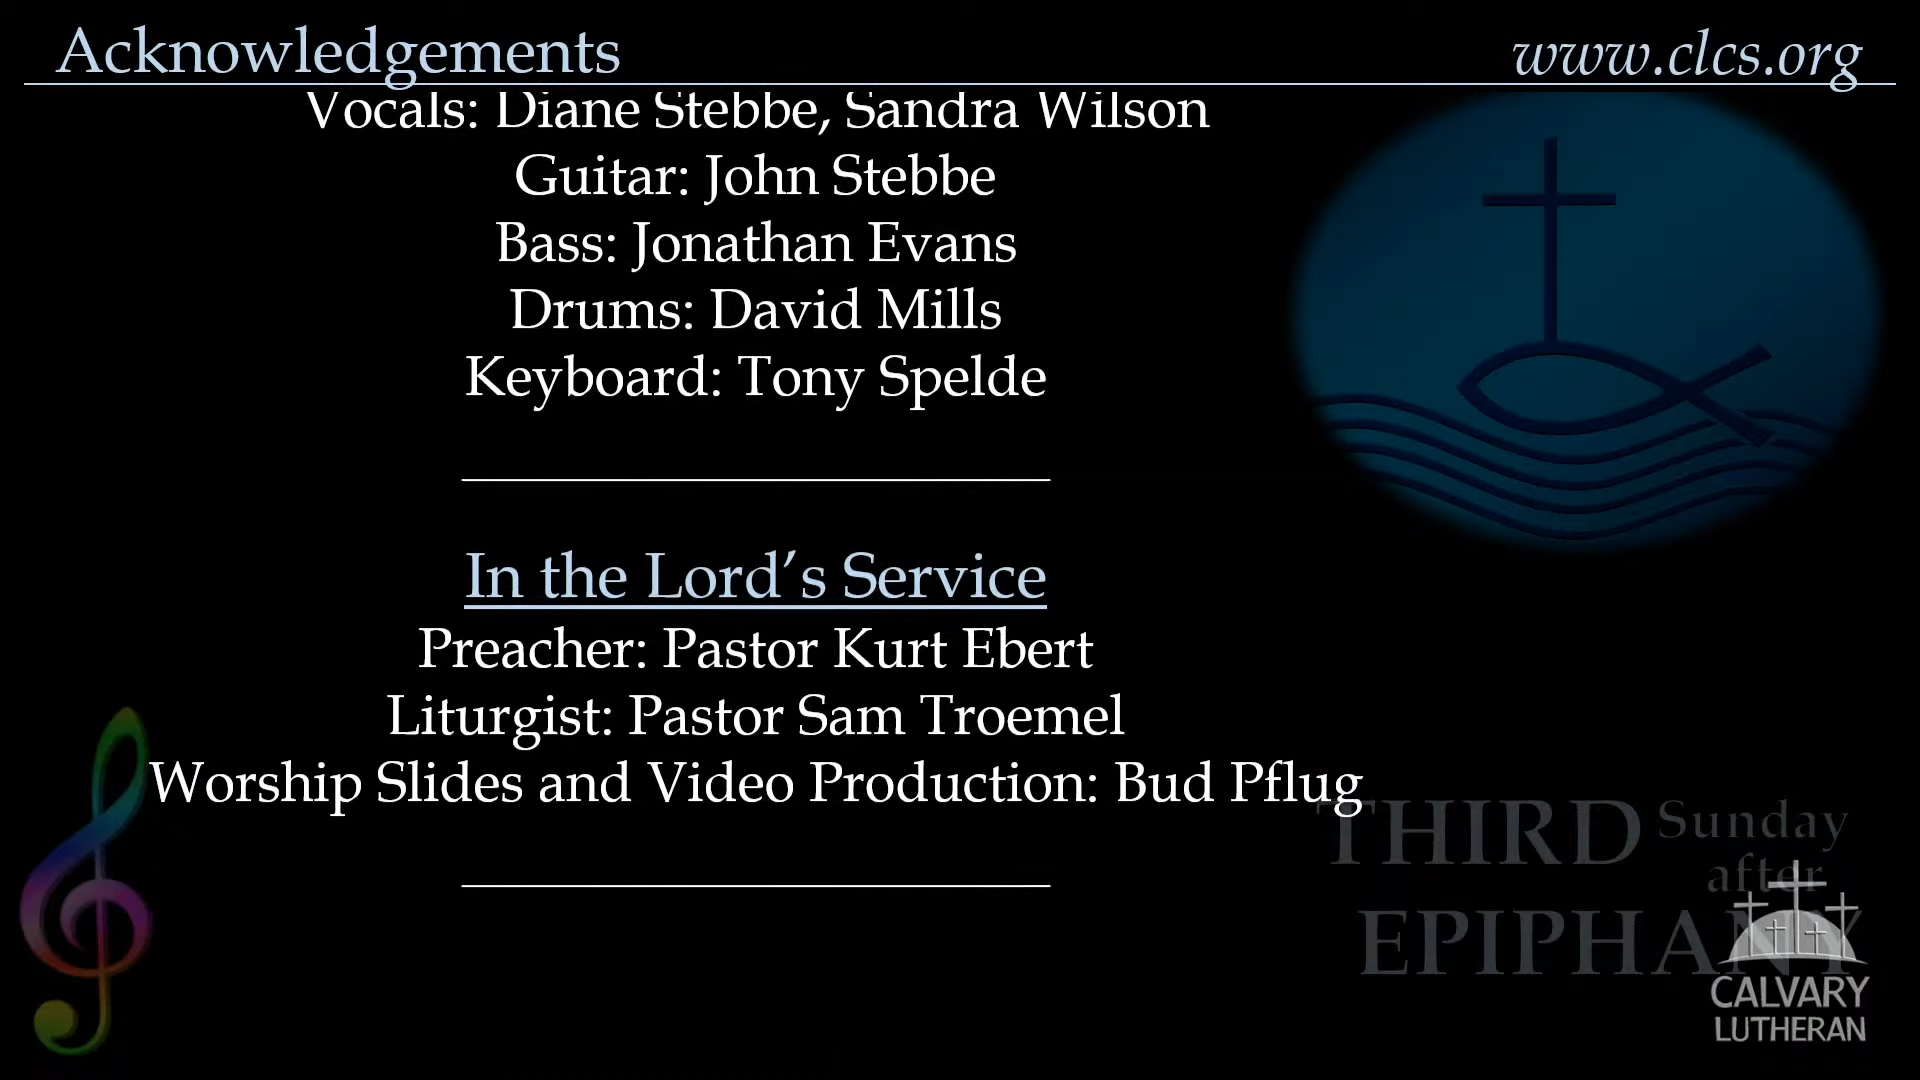 Acknowledgements
www.clcs.org
Vocals: Diane Stebbe, Sandra Wilson
Guitar: John Stebbe
Bass: Jonathan Evans
Drums: David Mills
Keyboard: Tony Spelde
In the Lord’s Service
Preacher: Pastor Kurt Ebert
Liturgist: Pastor Sam Troemel
Worship Slides and Video Production: Bud Pflug
THIRD Sunday
after
EPIPHANY
CALVARY
LUTHERAN